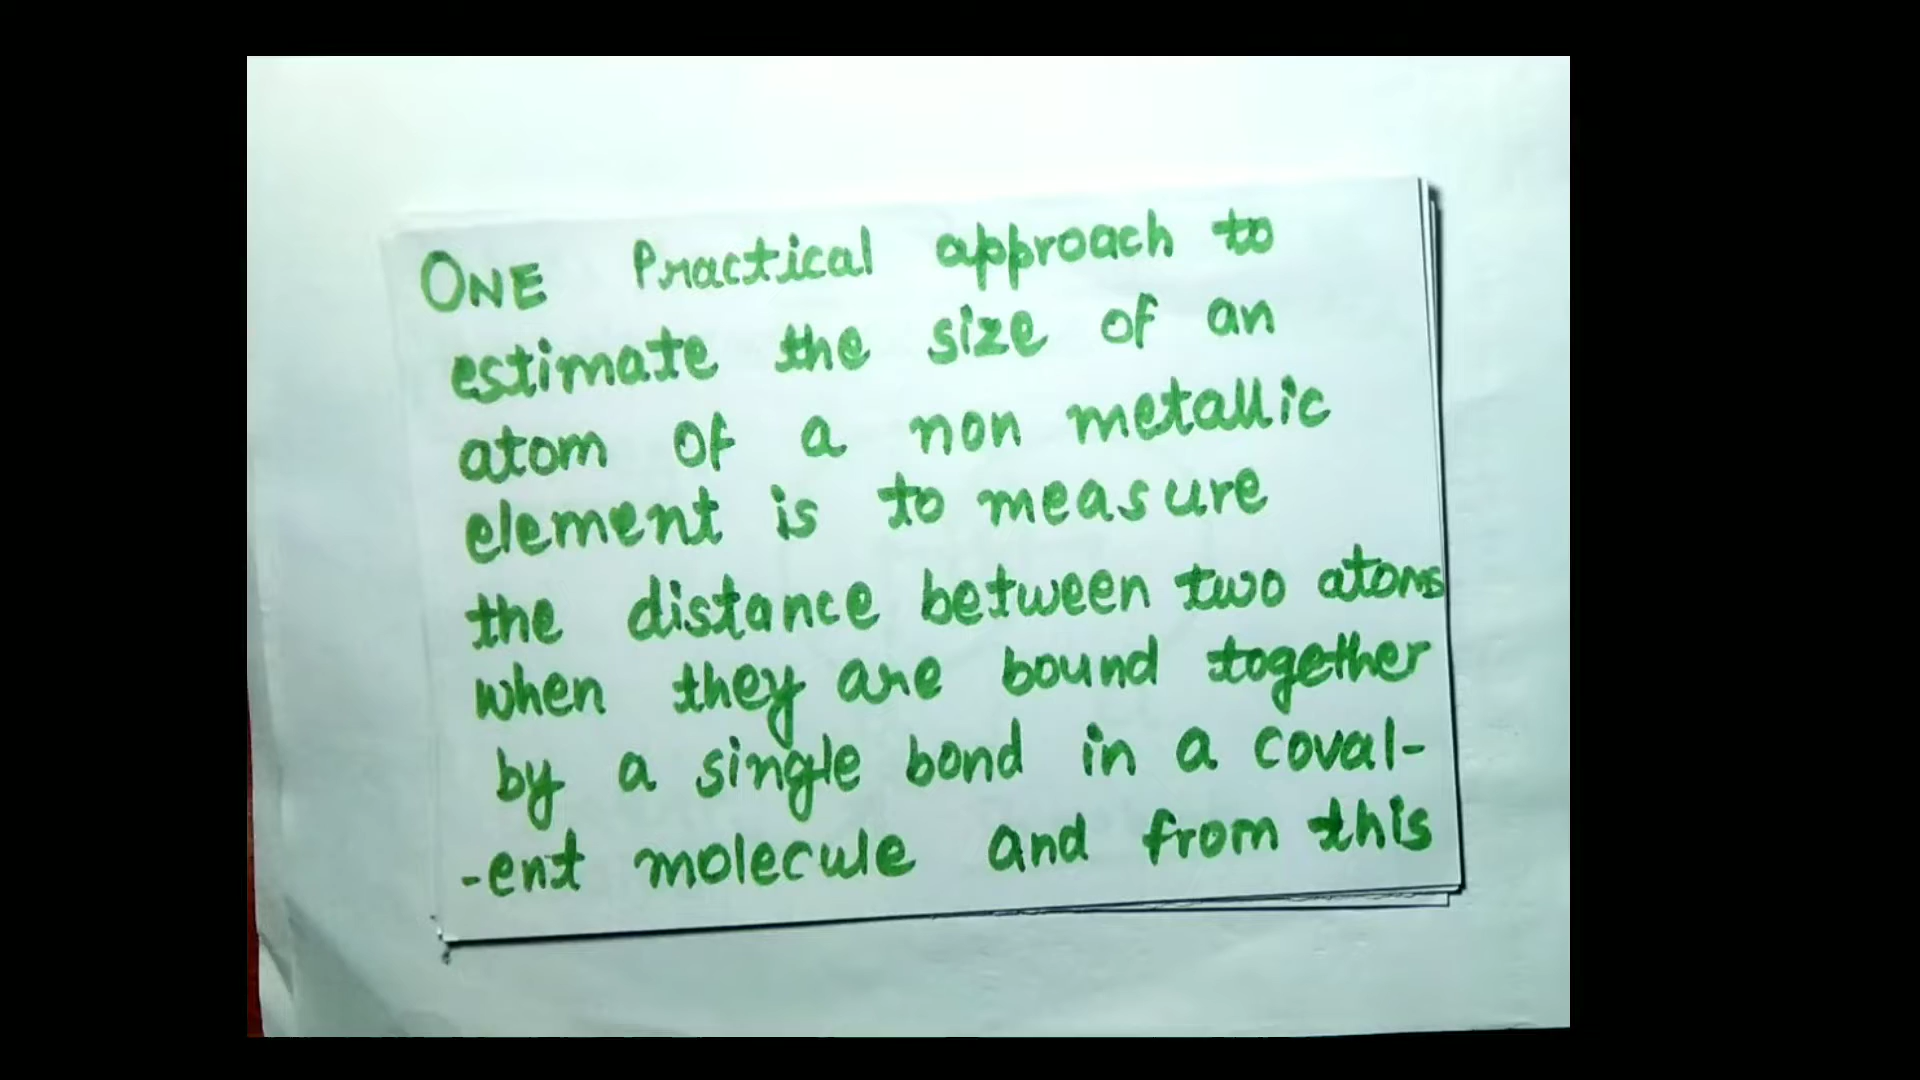 ONE Practical approach to
estimate the size of an
atom of a non metallic
element is to measure
the distance between two atoms
when they are bound together
by a single bond in a coval-
-ent molecule and from this